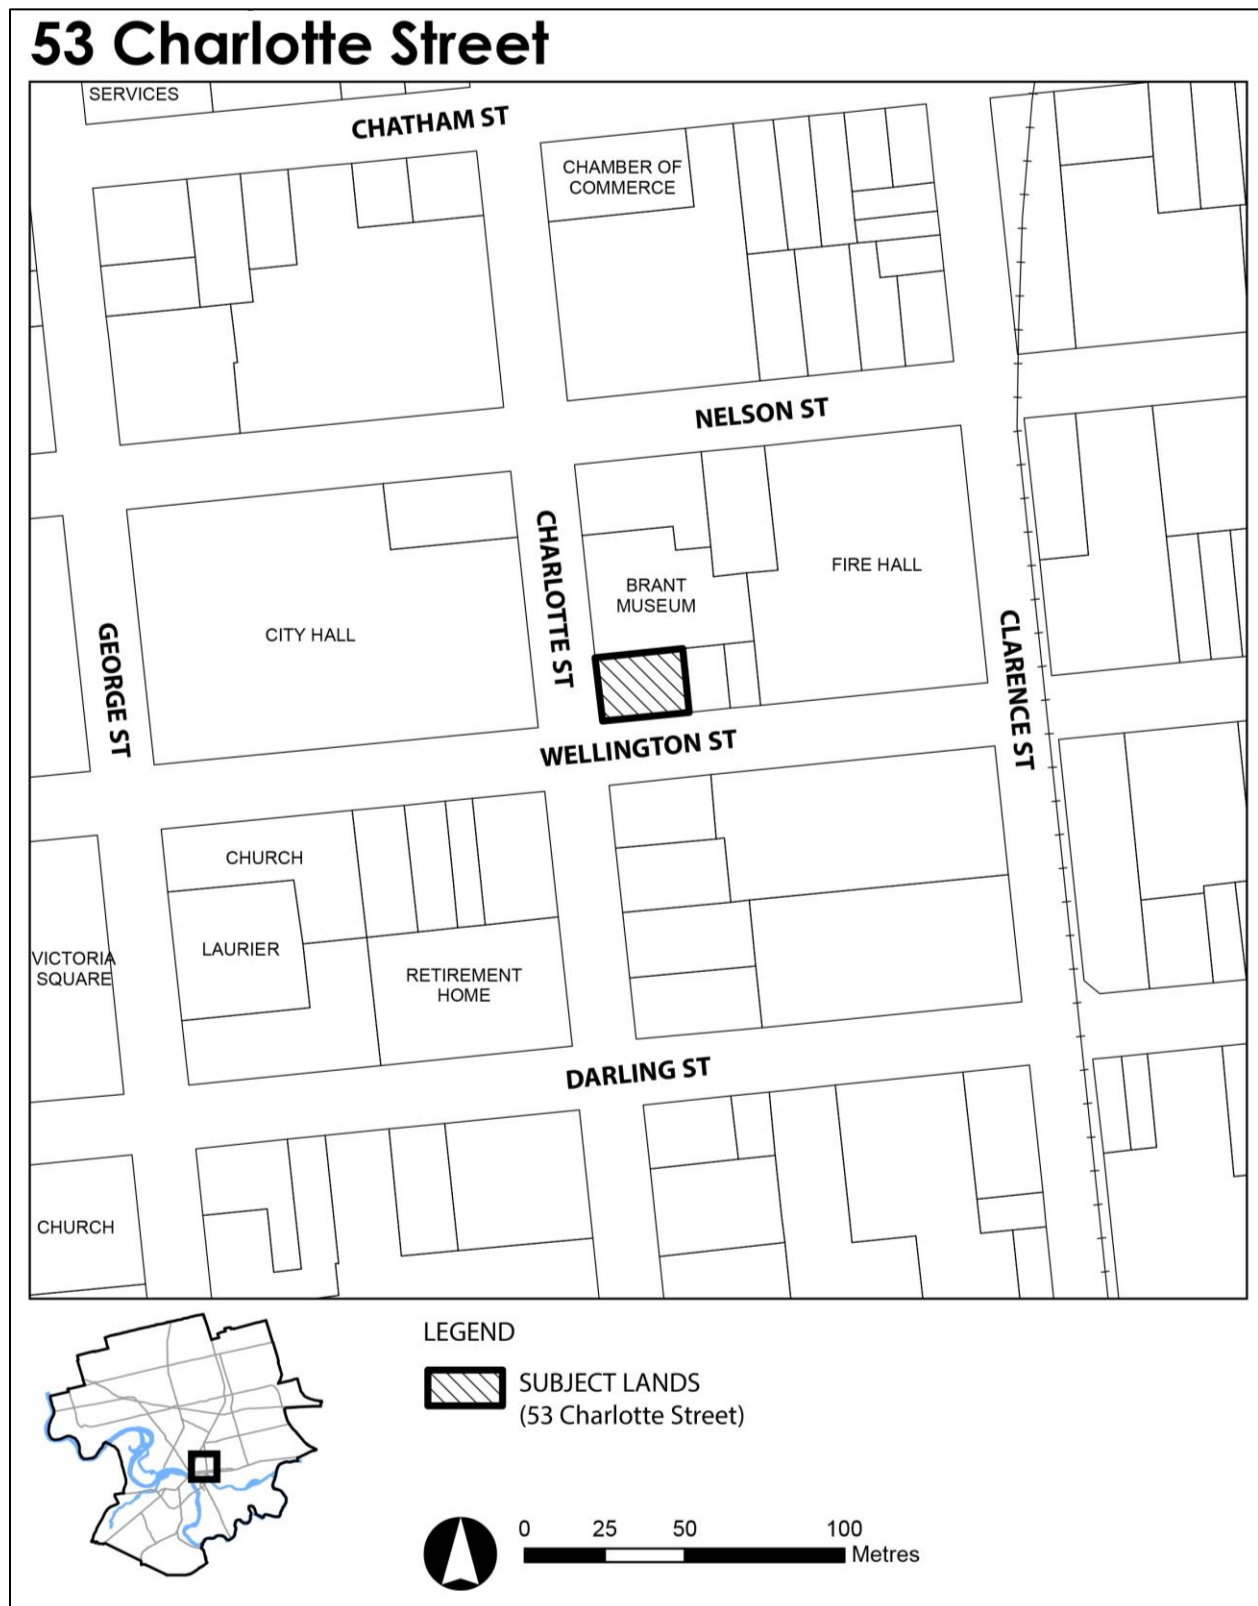 53 Charlotte Street
SERVICES
CHATHAM ST
CHAMBER OF
COMMERCE
NELSON ST
CHARLOTTE ST
BRANT
MUSEUM
FIRE HALL
CITY HALL
GEORGE ST
CLARENCE ST
WELLINGTON ST
CHURCH
LAURIER
VICTORIA
SQUARE
RETIREMENT
HOME
DARLING ST
CHURCH
LEGEND
SUBJECT LANDS
(53 Charlotte Street)
0 25 50 100
Metres